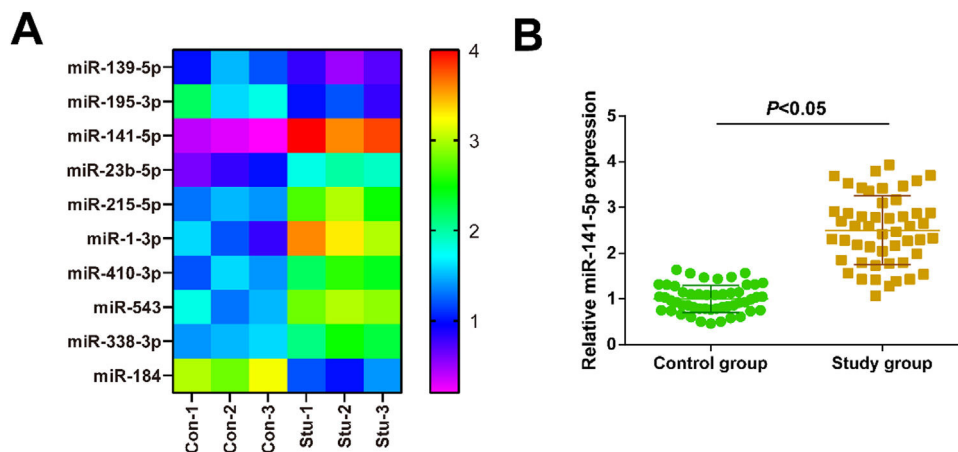 A
miR-139-5p
miR-195-3p
miR-141-5p
miR-23b-5p
miR-215-5p
miR-1-3p
miR-410-3p
miR-543
miR-338-3p
miR-184
Con-1
Con-2
Con-3
Stu-1
Stu-2
Stu-3
4
3
2
1
B
Relative miR-141-5p expression
5
4
3
2
1
0
P<0.05
Control group
Study group